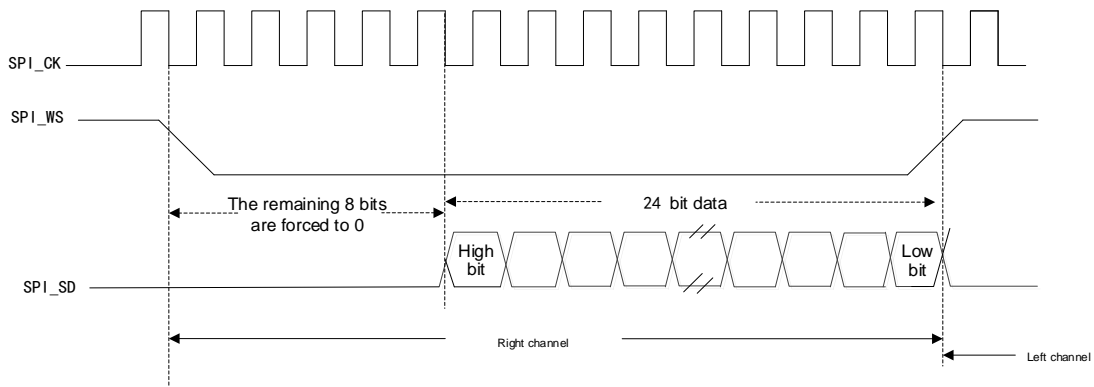 SPI_CK
SPI_WS
The remaining 8 bits
are forced to 0
24 bit data
High
bit
Low
bit
SPI_SD
Right channel
Left channel